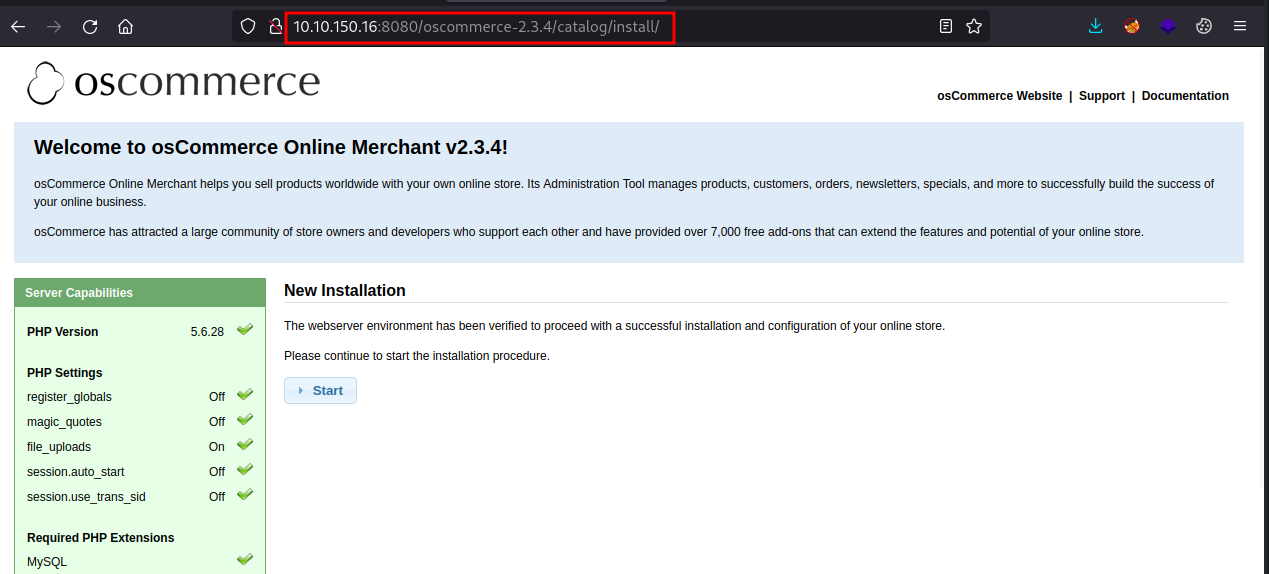 10.10.150.16:8080/oscommerce-2.3.4/catalog/install/
oscommerce
osCommerce Website | Support | Documentation
Welcome to osCommerce Online Merchant v2.3.4!
osCommerce Online Merchant helps you sell products worldwide with your own online store. Its Administration Tool manages products, customers, orders, newsletters, specials, and more to successfully build the success of
your online business.
osCommerce has attracted a large community of store owners and developers who support each other and have provided over 7,000 free add-ons that can extend the features and potential of your online store.
Server Capabilities
PHP Version 5.6.28
PHP Settings
register_globals Off
magic_quotes Off
file_uploads On
session.auto_start Off
session.use_trans_sid Off
Required PHP Extensions
MySQL
New Installation
The webserver environment has been verified to proceed with a successful installation and configuration of your online store.
Please continue to start the installation procedure.
Start